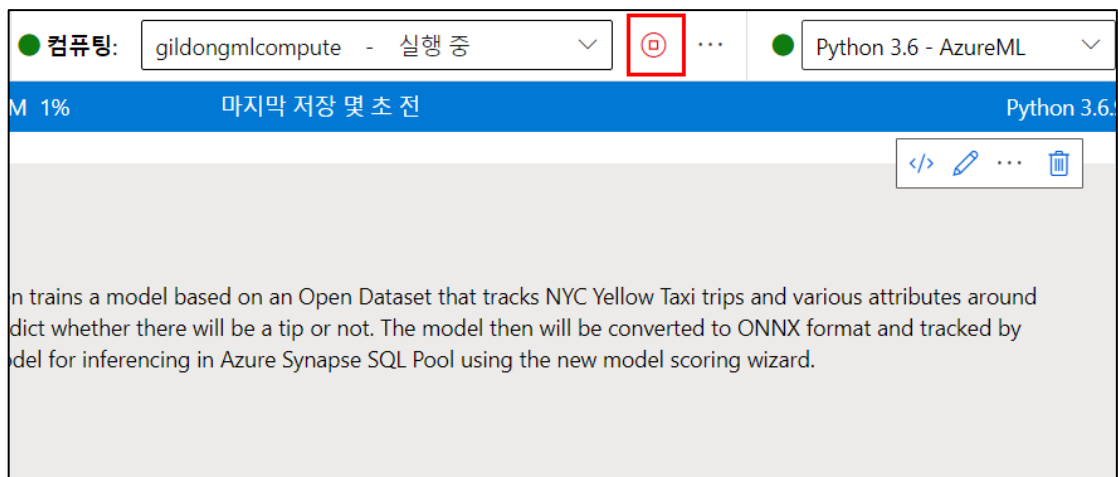 컴퓨팅: gildongmlcompute - 실행 중 Python 3.6 - AzureML
M 1% 마지막 저장 몇 초 전 Python 3.6.9
n trains a model based on an Open Dataset that tracks NYC Yellow Taxi trips and various attributes around
dict whether there will be a tip or not. The model then will be converted to ONNX format and tracked by
del for inferencing in Azure Synapse SQL Pool using the new model scoring wizard.